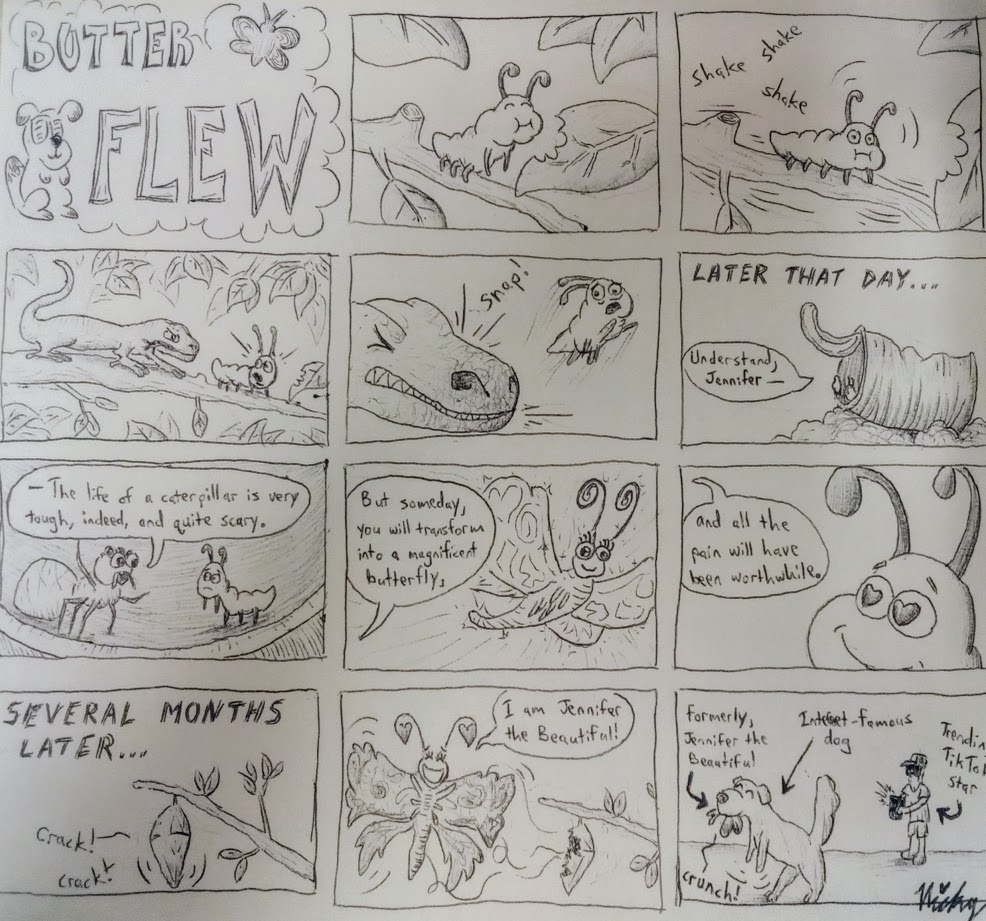 BUTTER
FLEW
shake
shake
shake
snap!
LATER THAT DAY...
Understand,
Jennifer —
— The life of a caterpillar is very
tough, indeed, and quite scary.
But someday,
you will transform
into a magnificent
butterfly,
and all the
pain will have
been worthwhile.
SEVERAL MONTHS
LATER...
Crack!
crack!
I am Jennifer
the Beautiful!
Formerly,
Jennifer the
Beautiful
Internet-famous
dog
Trendin
TikTo
star
crunch!